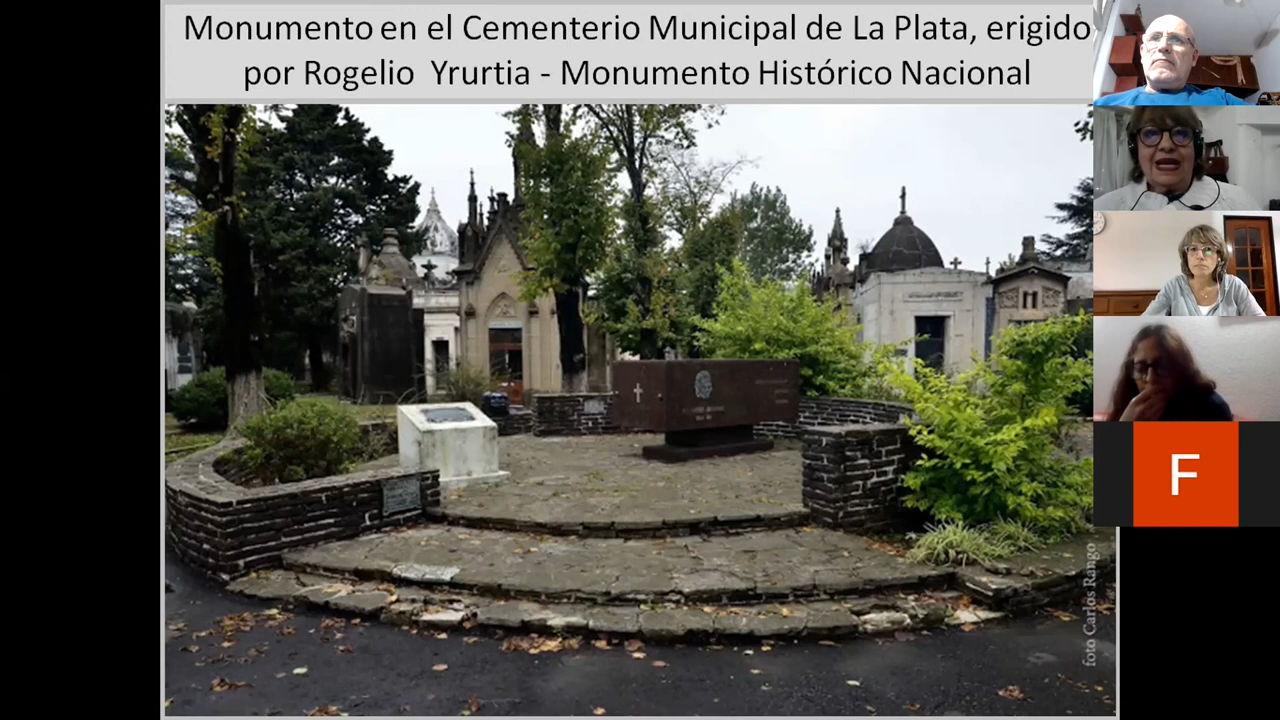 Monumento en el Cementerio Municipal de La Plata, erigido
por Rogelio Yrurtia - Monumento Histórico Nacional
F
foto Carlos Rango